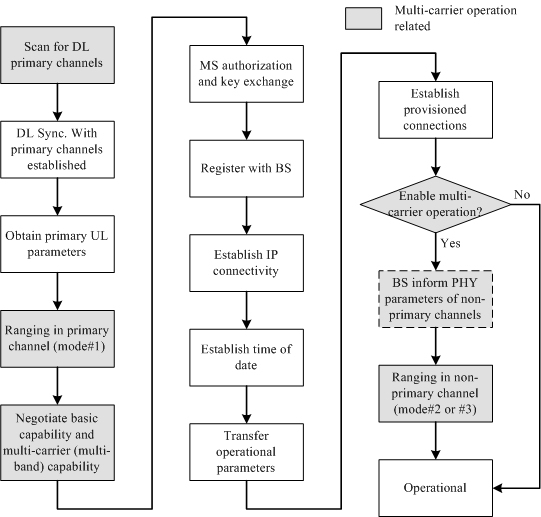 Multi-carrier operation
related
Scan for DL
primary channels
DL Sync. With
primary channels
established
Obtain primary UL
parameters
Ranging in primary
channel (mode#1)
Negotiate basic
capability and
multi-carrier (multi-
band) capability
MS authorization
and key exchange
Register with BS
Establish IP
connectivity
Establish time of
date
Transfer
operational
parameters
Establish
provisioned
connections
Enable multi-
carrier operation?
No
Yes
BS inform PHY
parameters of non-
primary channels
Ranging in non-
primary channel
(mode#2 or #3)
Operational